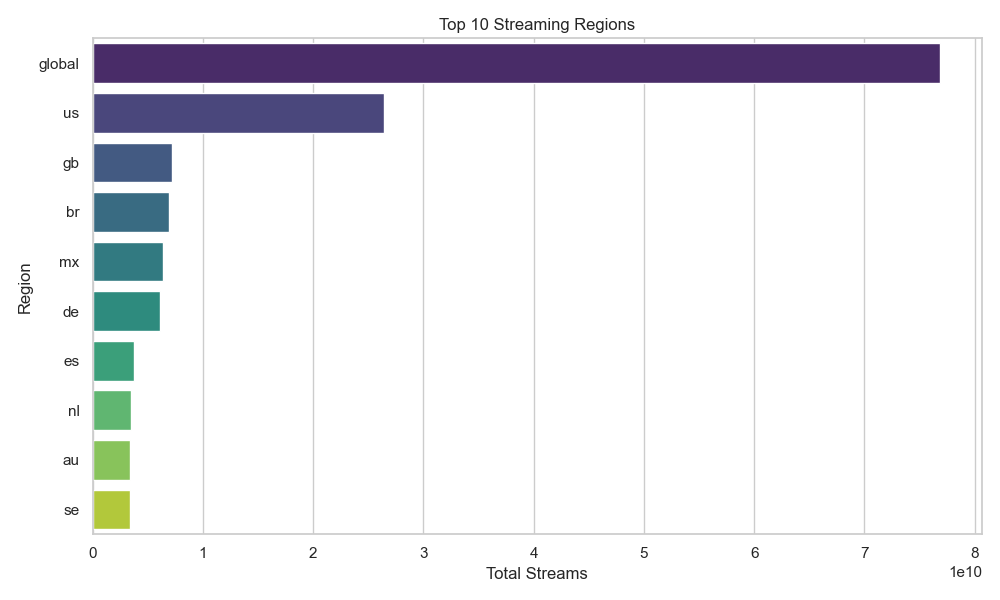 Top 10 Streaming Regions
Region
global
us
gb
br
mx
de
es
nl
au
se
0 1 2 3 4 5 6 7 8
1e10
Total Streams